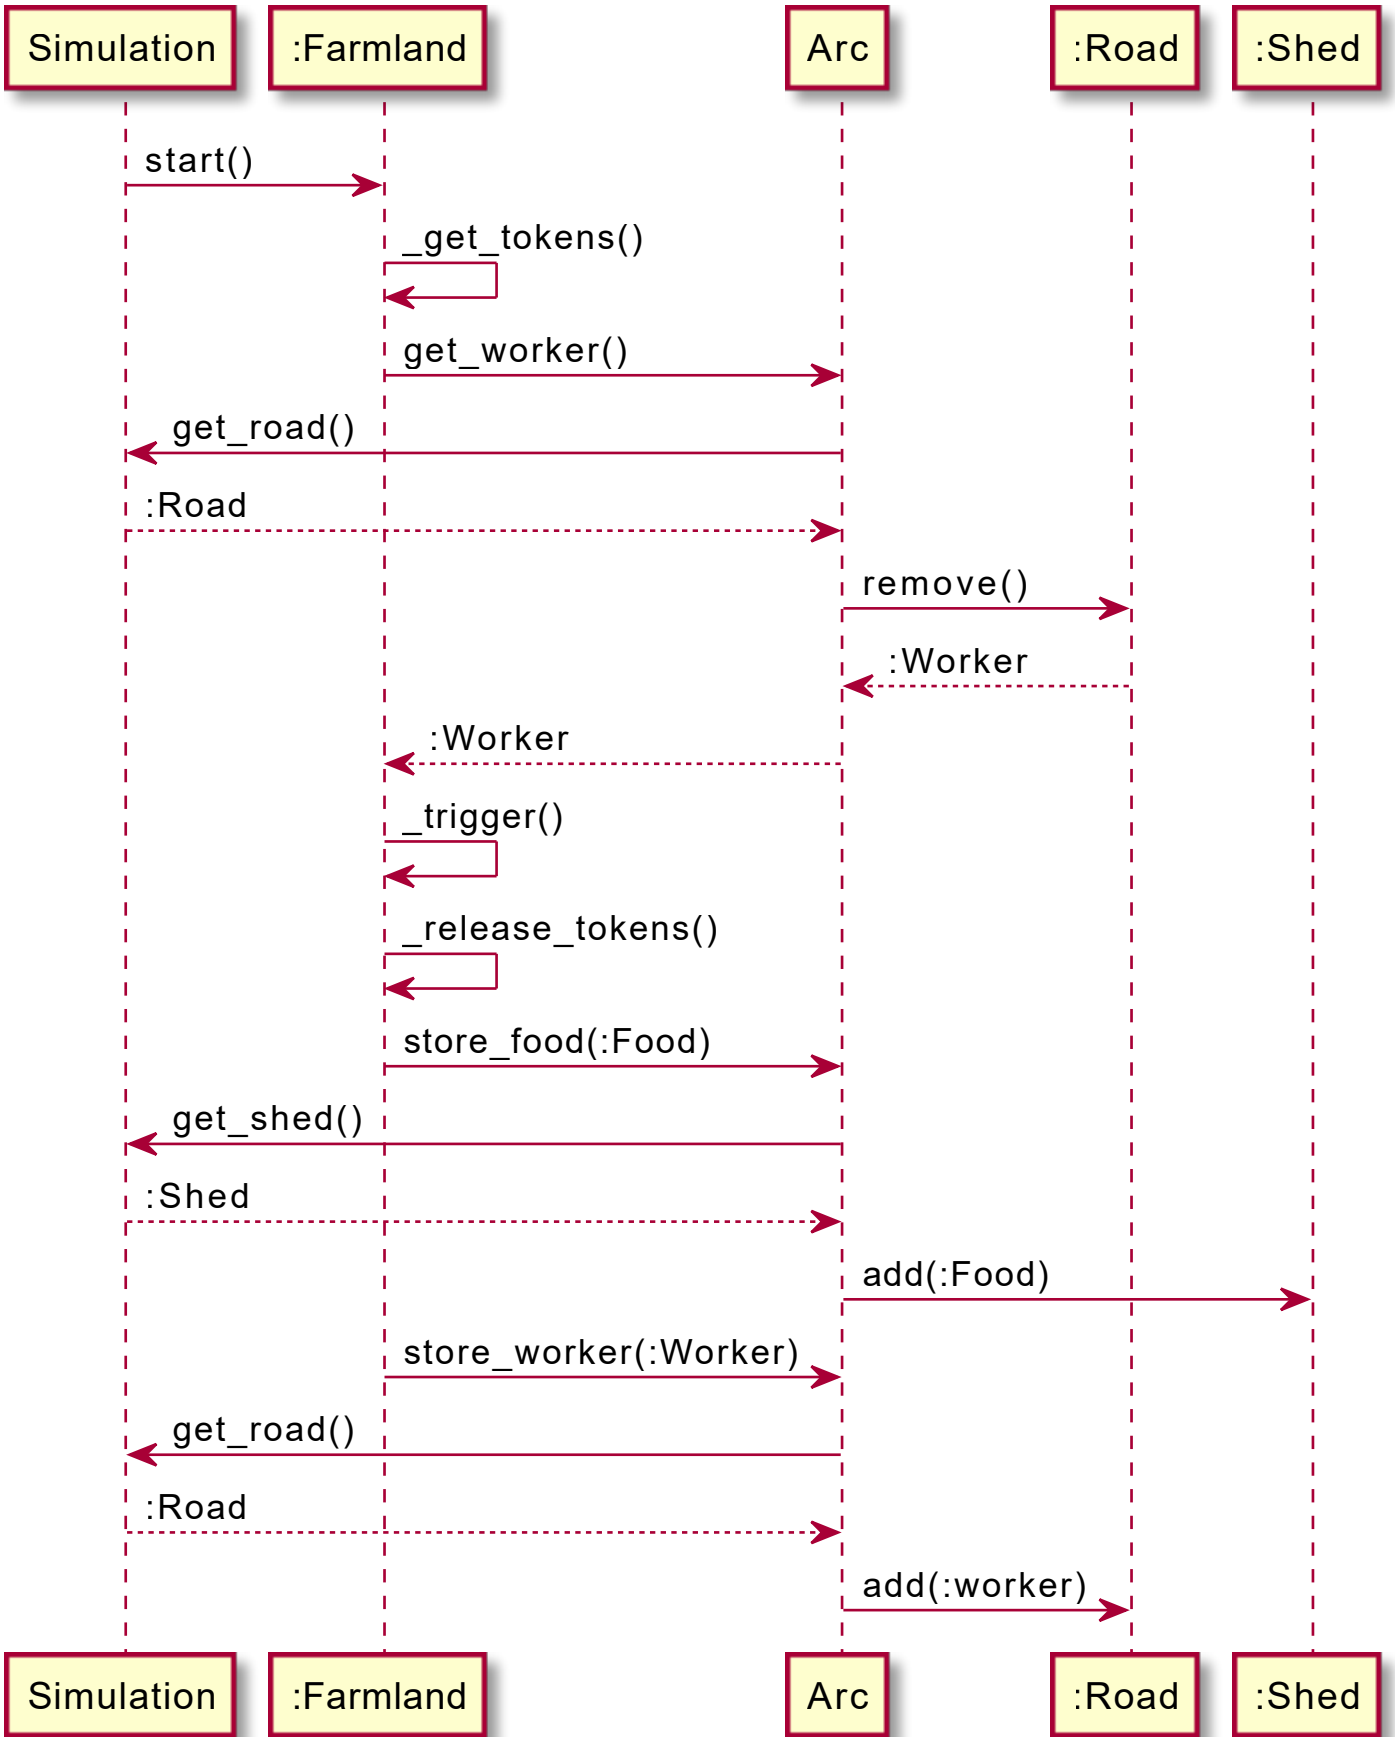 Simulation :Farmland Arc :Road :Shed
start()
_get_tokens()
get_worker()
get_road()
:Road
remove()
:Worker
:Worker
_trigger()
_release_tokens()
store_food(:Food)
get_shed()
:Shed
add(:Food)
store_worker(:Worker)
get_road()
:Road
add(:worker)
Simulation :Farmland Arc :Road :Shed